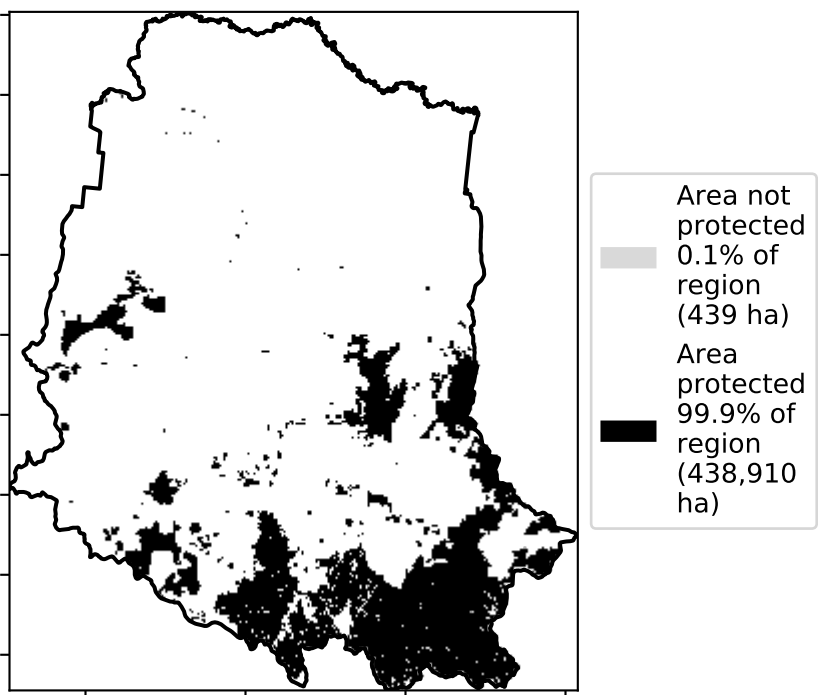 Area not
protected
0.1% of
region
(439 ha)
Area
protected
99.9% of
region
(438,910
ha)